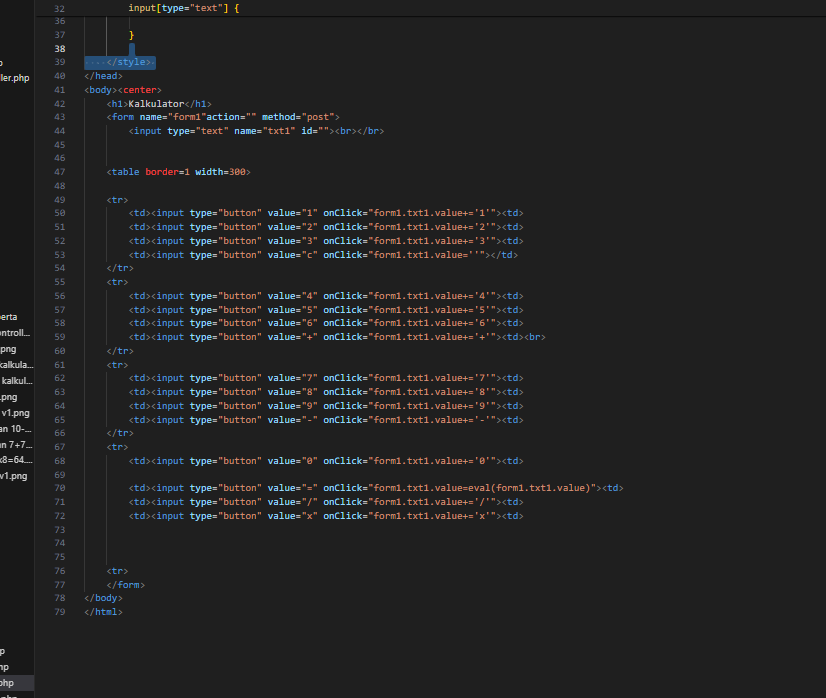 ller.php
erta
ntroll...
png
kalkula...
kalkul...
.png
v1.png
an 10-...
n 7+7...
x8=64....
v1.png
php
32 input[type="text"] {
36
37 }
38
39 </style>
40 </head>
41 <body><center>
42 <h1>Kalkulator</h1>
43 <form name="form1"action="" method="post">
44 <input type="text" name="txt1" id=""><br></br>
45
46
47 <table border=1 width=300>
48
49 <tr>
50 <td><input type="button" value="1" onClick="form1.txt1.value+='1'"><td>
51 <td><input type="button" value="2" onClick="form1.txt1.value+='2'"><td>
52 <td><input type="button" value="3" onClick="form1.txt1.value+='3'"><td>
53 <td><input type="button" value="c" onClick="form1.txt1.value=''"></td>
54 </tr>
55 <tr>
56 <td><input type="button" value="4" onClick="form1.txt1.value+='4'"><td>
57 <td><input type="button" value="5" onClick="form1.txt1.value+='5'"><td>
58 <td><input type="button" value="6" onClick="form1.txt1.value+='6'"><td>
59 <td><input type="button" value="+" onClick="form1.txt1.value+='+'"><td><br>
60 </tr>
61 <tr>
62 <td><input type="button" value="7" onClick="form1.txt1.value+='7'"><td>
63 <td><input type="button" value="8" onClick="form1.txt1.value+='8'"><td>
64 <td><input type="button" value="9" onClick="form1.txt1.value+='9'"><td>
65 <td><input type="button" value="-" onClick="form1.txt1.value+='-'"><td>
66 </tr>
67 <tr>
68 <td><input type="button" value="0" onClick="form1.txt1.value+='0'"><td>
69
70 <td><input type="button" value="=" onClick="form1.txt1.value=eval(form1.txt1.value)"><td>
71 <td><input type="button" value="/" onClick="form1.txt1.value+='/'"><td>
72 <td><input type="button" value="x" onClick="form1.txt1.value+='x'"><td>
73
74
75
76 <tr>
77 </form>
78 </body>
79 </html>